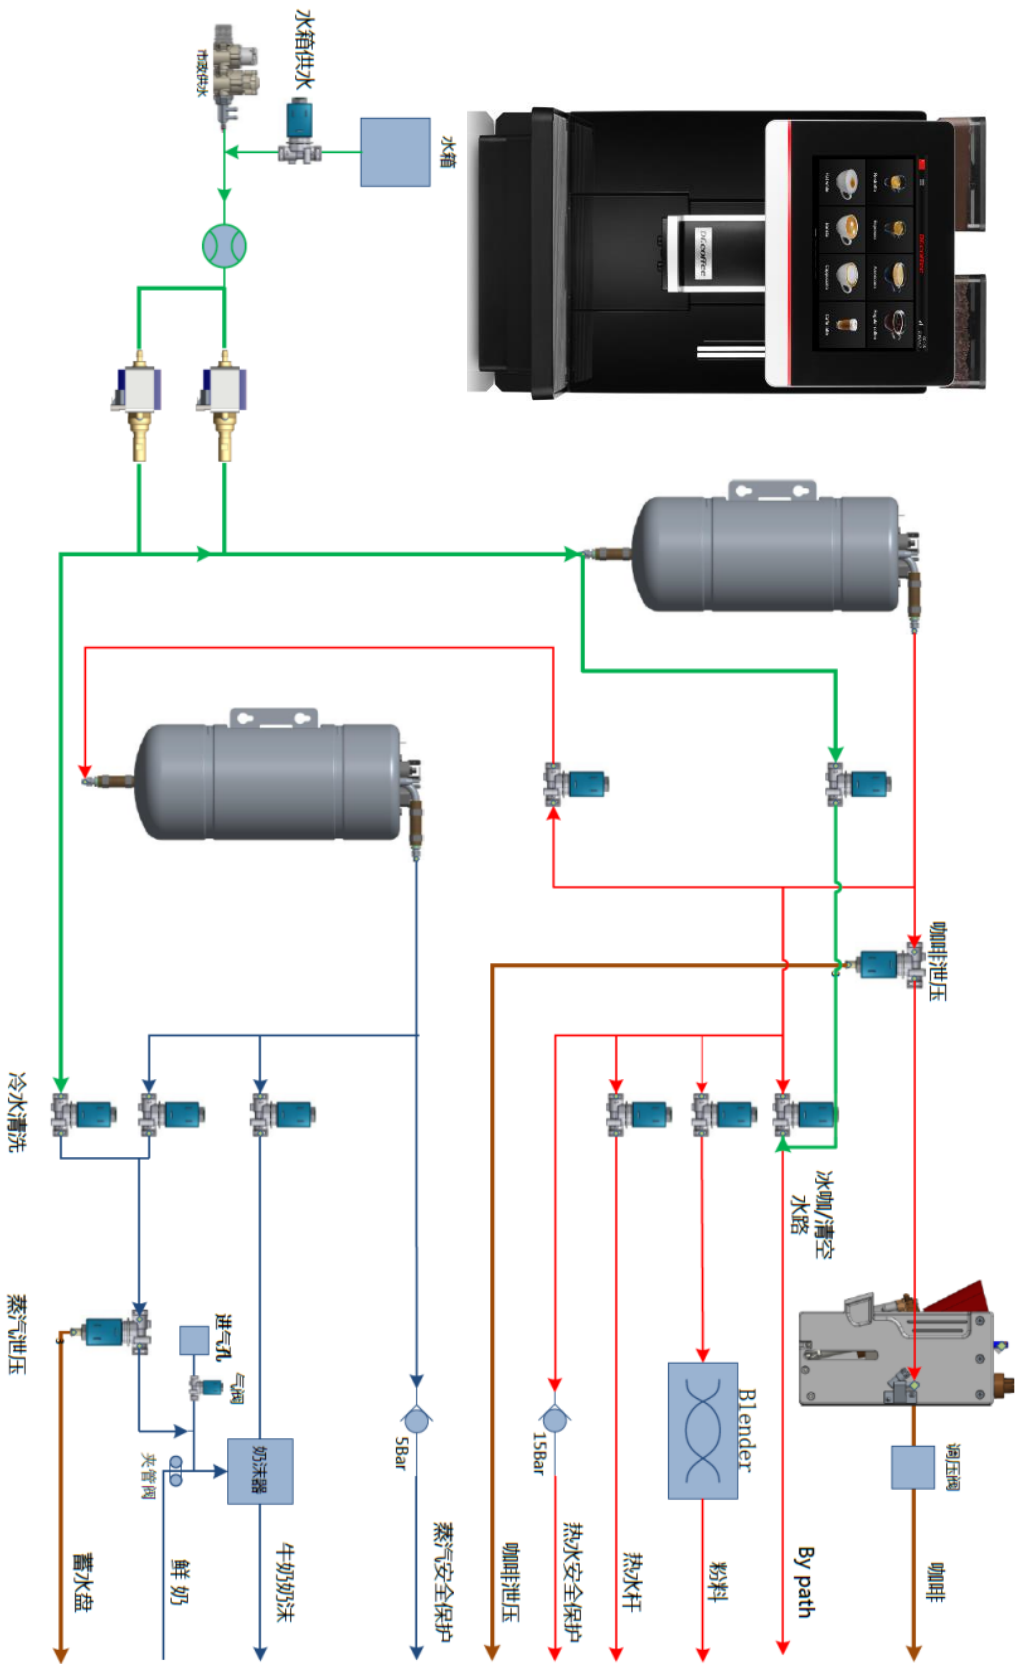 水箱供水
市政供水
水箱
Dr.coffee
Dr.coffee
咖啡泄压
冷水清洗
冰咖/清空
水路
蒸汽泄压
进气孔
气阀
夹管阀
奶沫器
5Bar
15Bar
Blender
调压阀
蓄水盘
鲜 奶
牛奶奶沫
蒸汽安全保护
咖啡泄压
热水安全保护
热水杆
粉料
By path
咖啡